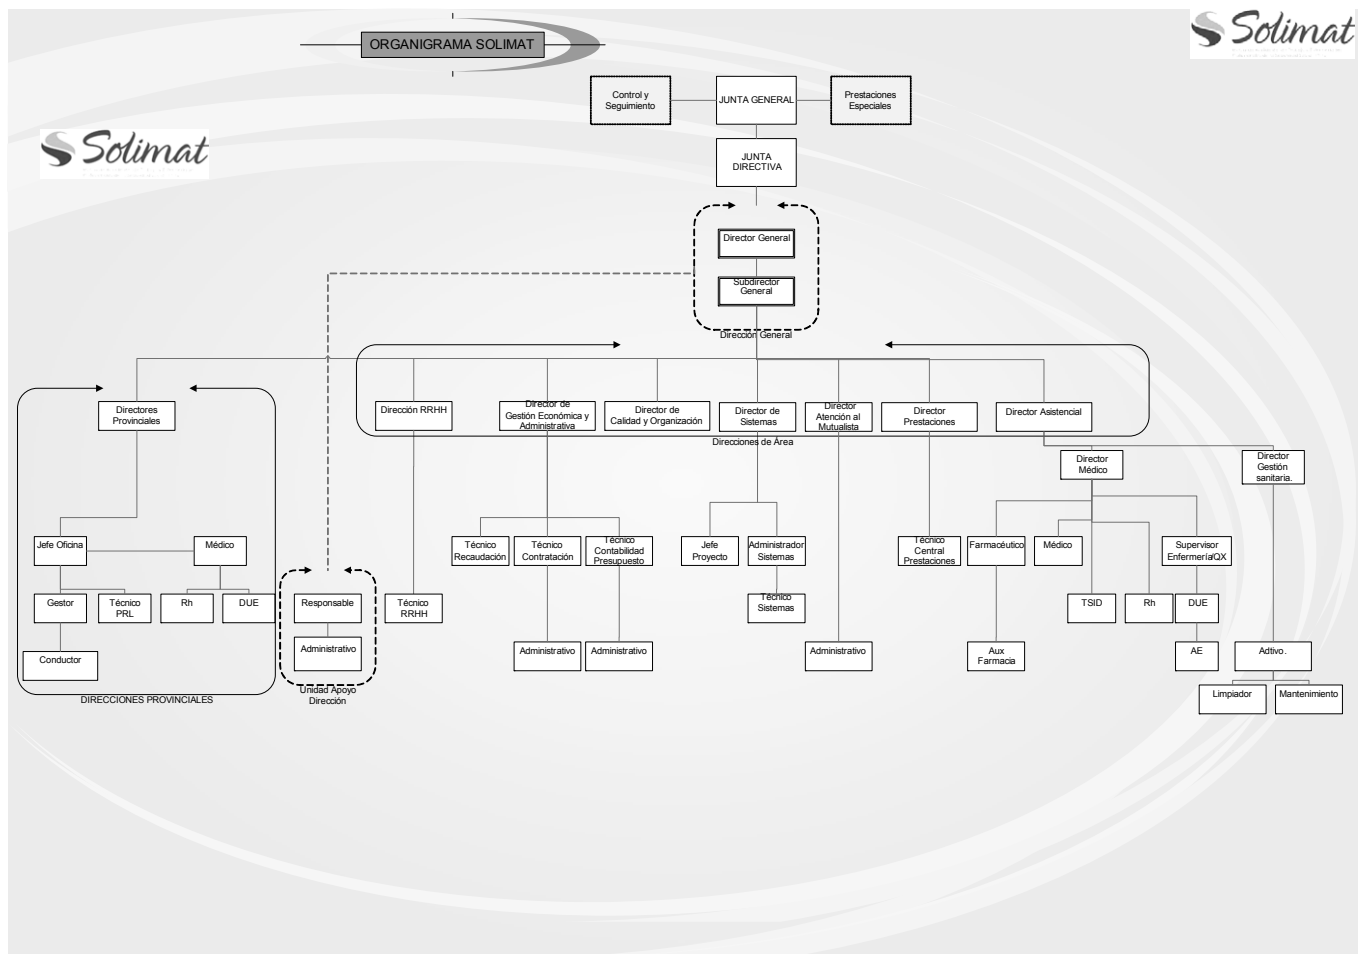 ORGANIGRAMA SOLIMAT
Solimat
Control y
Seguimiento
JUNTA GENERAL
Prestaciones
Especiales
Solimat
JUNTA
DIRECTIVA
Director General
Subdirector
General
Dirección General
Directores
Provinciales
Dirección RRHH
Director de
Gestión Económica y
Administrativa
Director de
Calidad y Organización
Director de
Sistemas
Director
Atención al
Mutualista
Director
Prestaciones
Director Asistencial
Direcciones de Área
Director
Médico
Director
Gestión
sanitaria.
Jefe Oficina
Médico
Técnico
Recaudación
Técnico
Contratación
Técnico
Contabilidad
Presupuesto
Jefe
Proyecto
Administrador
Sistemas
Técnico
Central
Prestaciones
Farmacéutico
Médico
Supervisor
Enfermería/QX
Gestor
Técnico
PRL
Rh
DUE
Responsable
Técnico
RRHH
Técnico
Sistemas
TSID
Rh
DUE
Conductor
Administrativo
Administrativo
Administrativo
Administrativo
Aux
Farmacia
AE
Adtivo.
Unidad Apoyo
Dirección
DIRECCIONES PROVINCIALES
Limpiador
Mantenimiento